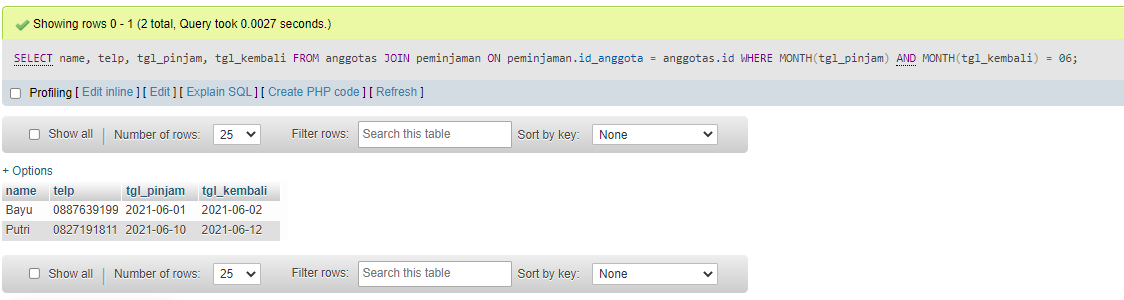 Showing rows 0 - 1 (2 total, Query took 0.0027 seconds.)
SELECT name, telp, tgl_pinjam, tgl_kembali FROM anggotas JOIN peminjaman ON peminjaman.id_anggota = anggotas.id WHERE MONTH(tgl_pinjam) AND MONTH(tgl_kembali) = 06;
Profiling [ Edit inline ] [ Edit ] [ Explain SQL ] [ Create PHP code ] [ Refresh ]
Show all Number of rows: 25 Filter rows: Search this table Sort by key: None
+ Options
name telp tgl_pinjam tgl_kembali
Bayu 0887639199 2021-06-01 2021-06-02
Putri 0827191811 2021-06-10 2021-06-12
Show all Number of rows: 25 Filter rows: Search this table Sort by key: None